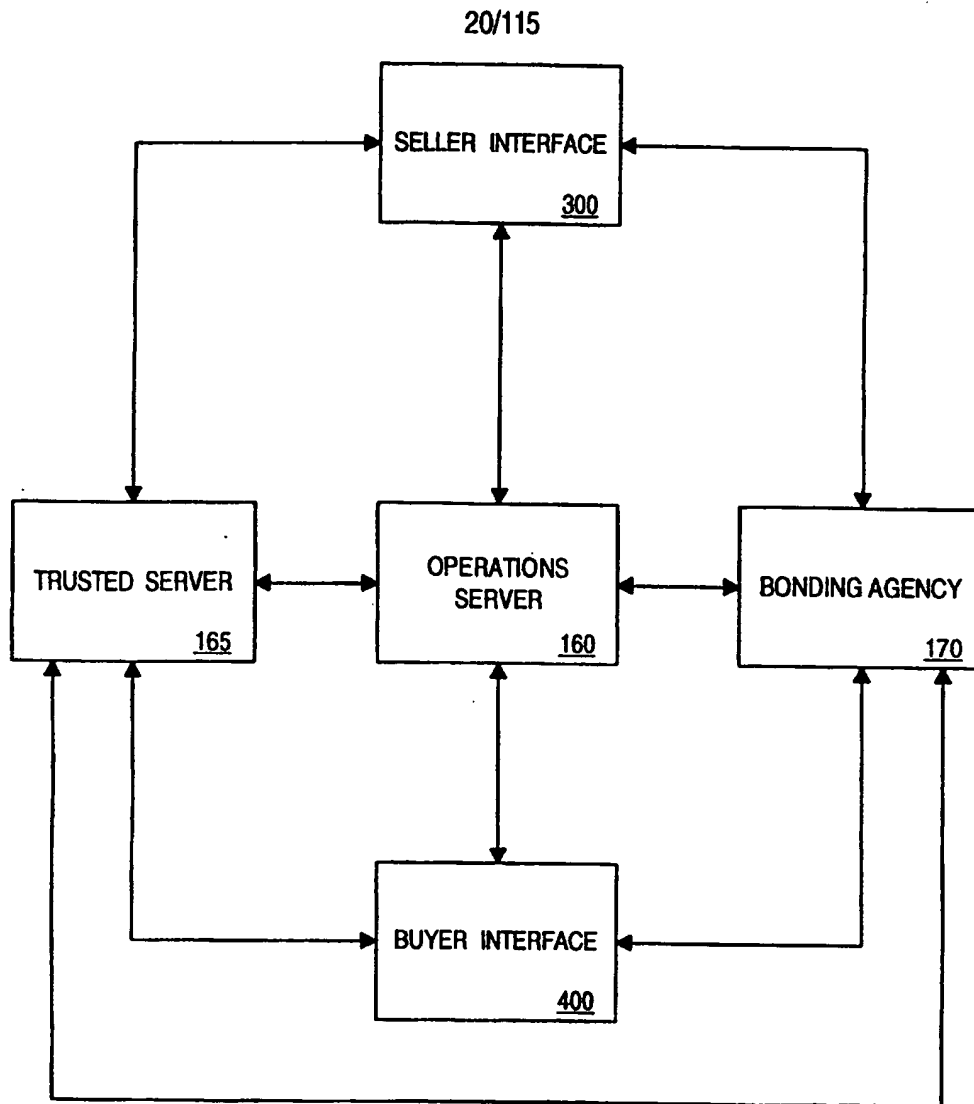 20/115
SELLER INTERFACE
300
TRUSTED SERVER
165
OPERATIONS
SERVER
160
BONDING AGENCY
170
BUYER INTERFACE
400